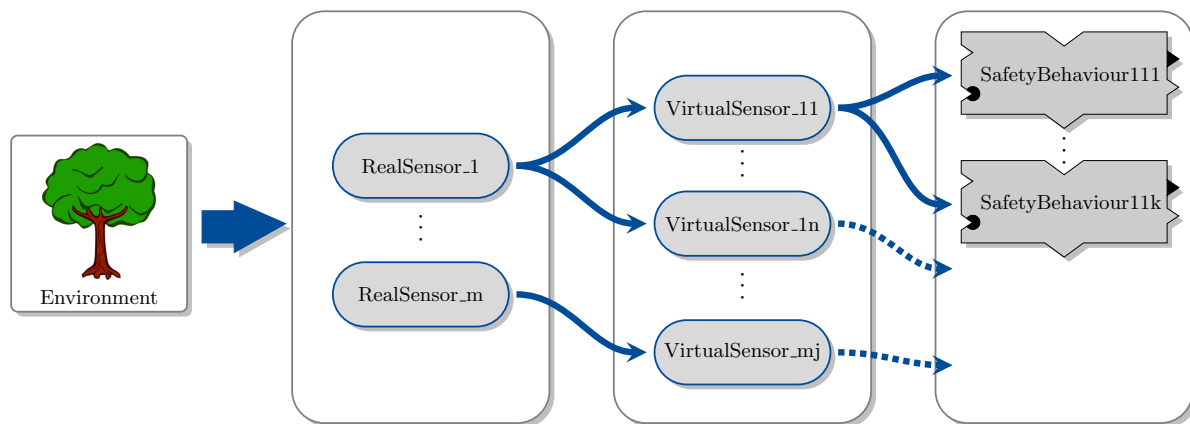 Environment
RealSensor_1
RealSensor_m
VirtualSensor_11
VirtualSensor_1n
VirtualSensor_mj
SafetyBehaviour111
SafetyBehaviour11k